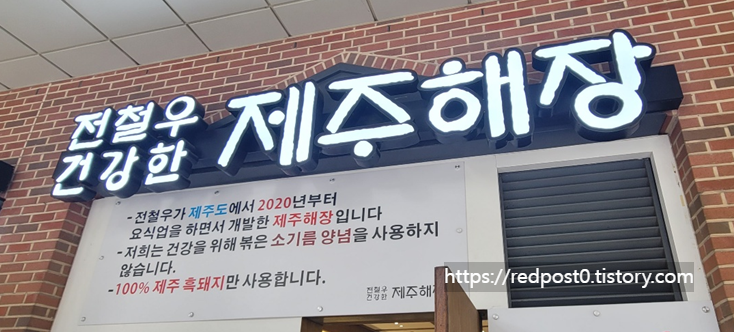 전철우
건강한
제주해장
- 전철우가 제주도에서 2020년부터
요식업을 하면서 개발한 제주해장입니다
- 저희는 건강을 위해 볶은 소기름 양념을 사용하지
않습니다.
-100% 제주 흑돼지만 사용합니다.
전철우
건강한
제주해장
https://redpost0.tistory.com